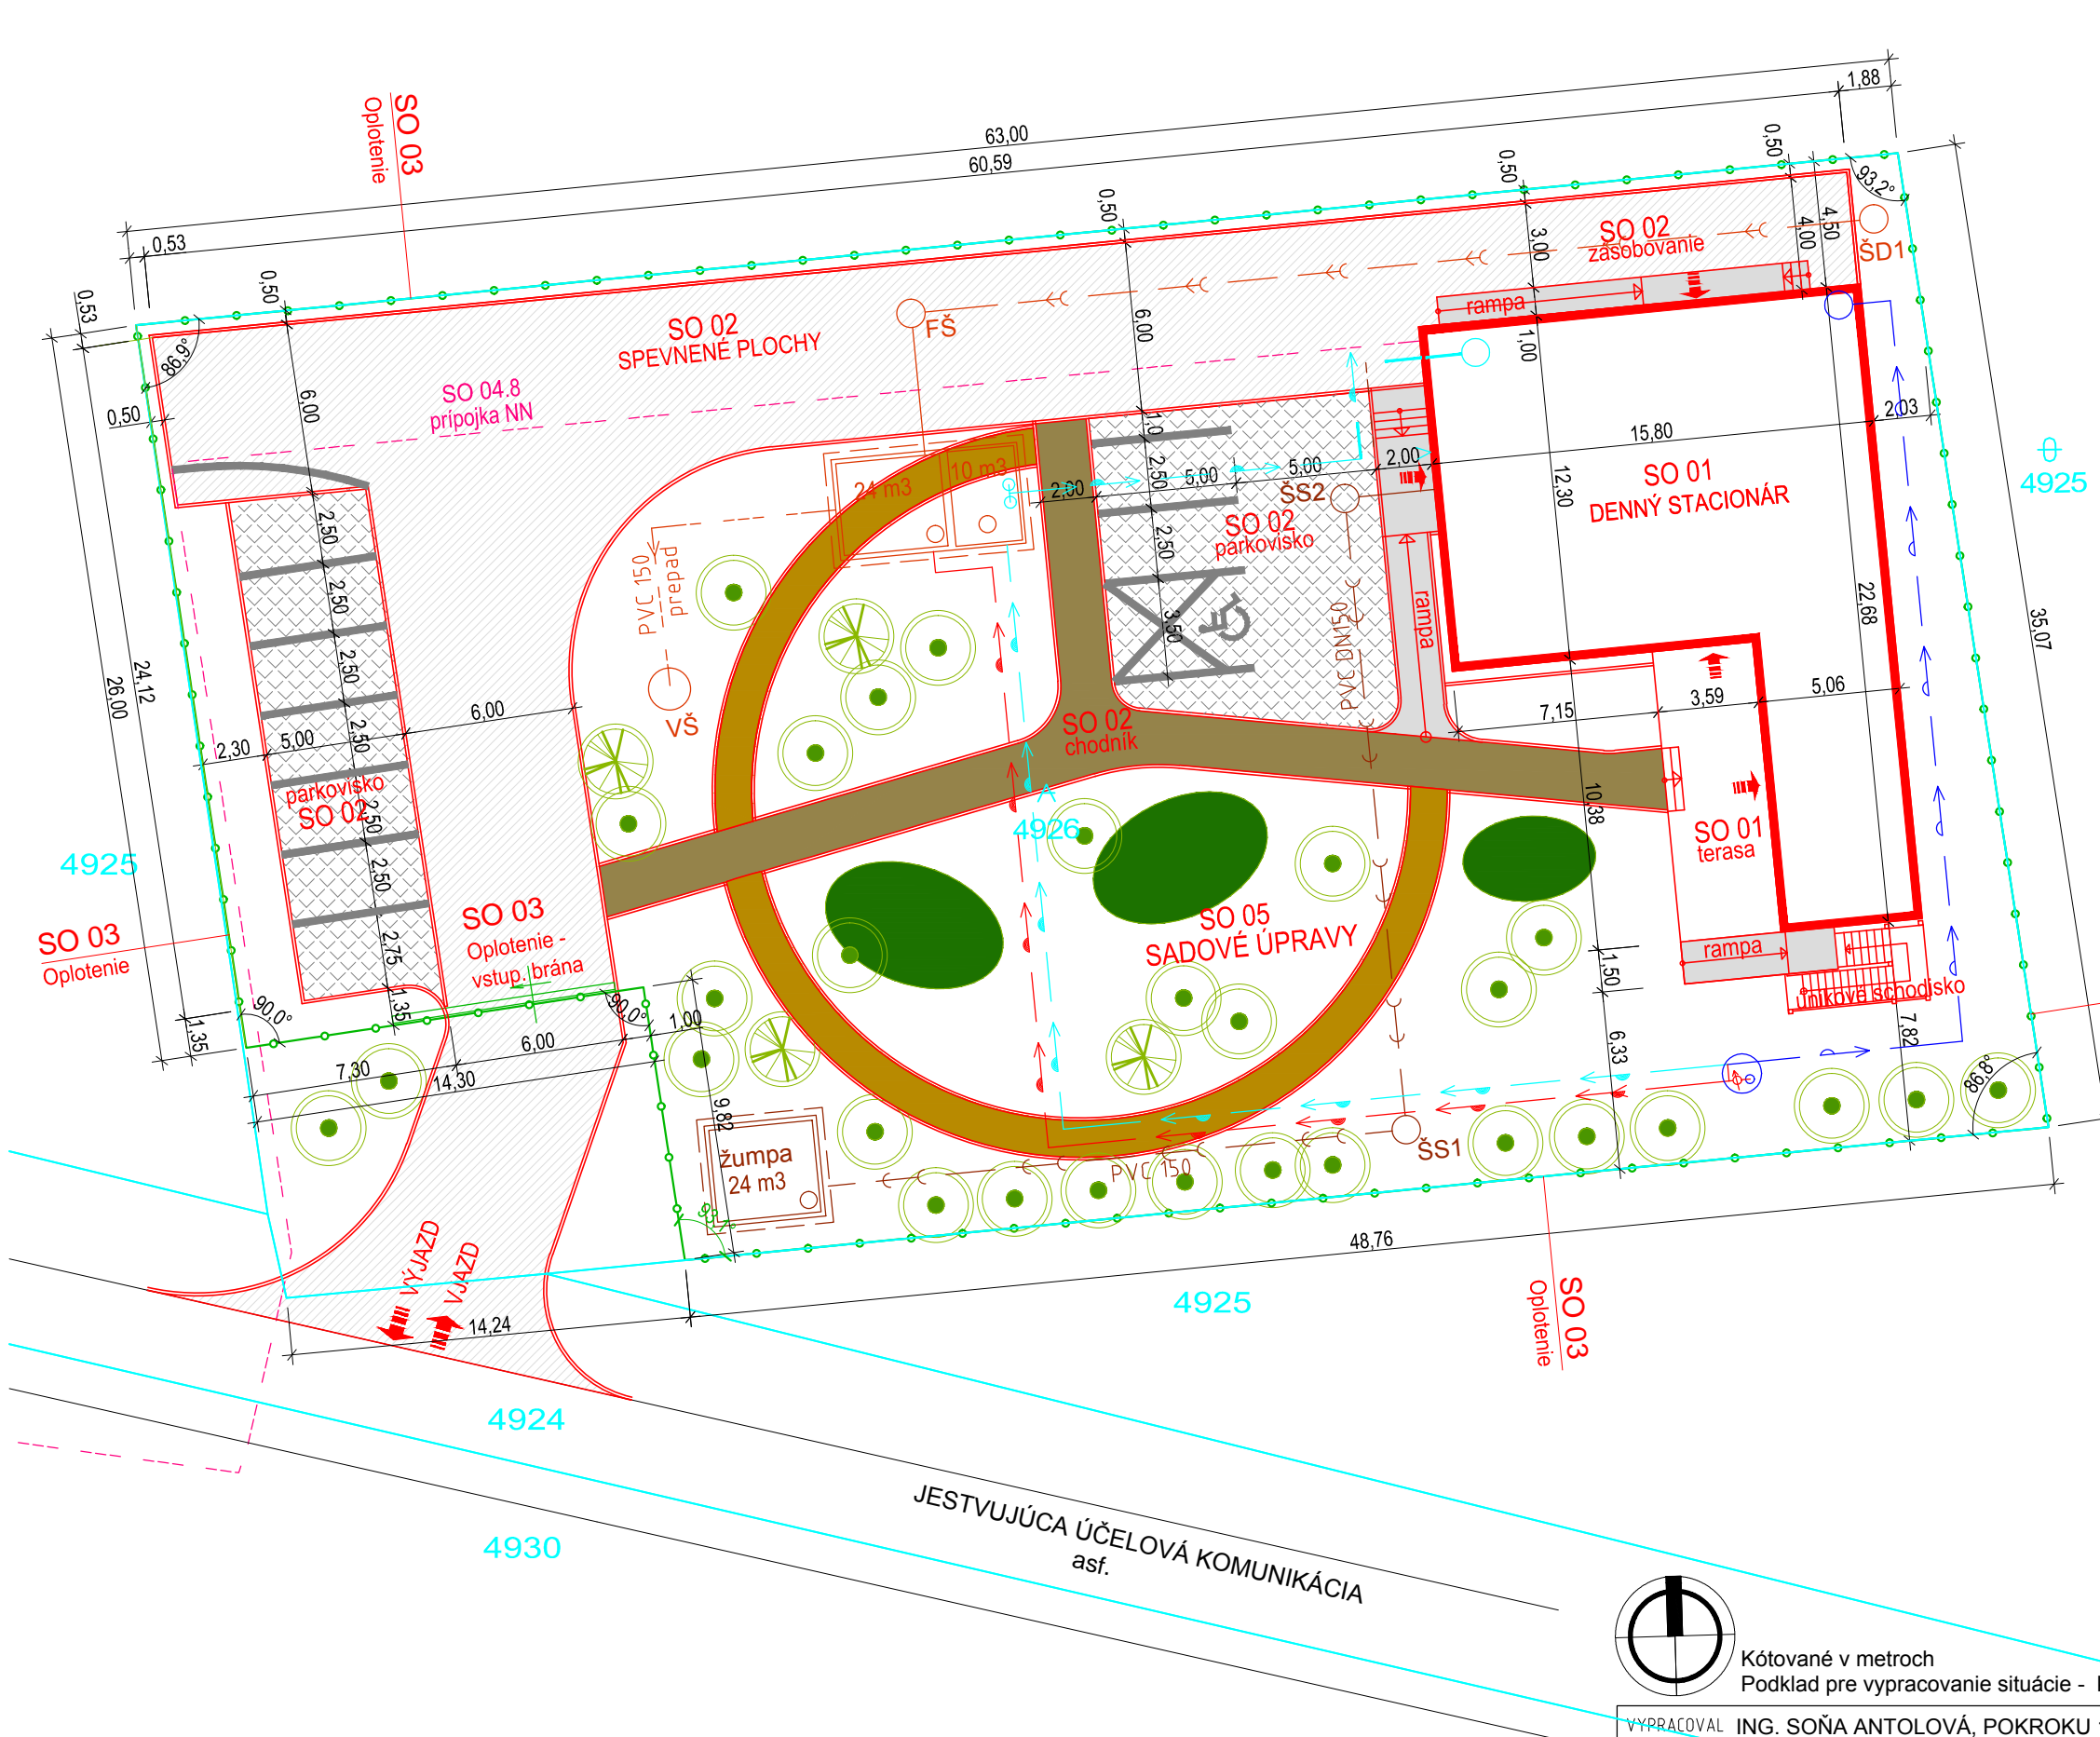 1,88
63,00
60,59
SO 03
Oplotenie
0,53
0,50
0,50
0,50
0,50
93,2°
4,50
4,00
3,00
SO 02
zásobovanie
ŠD1
0,53
0,50
86,9°
6,00
SO 02
SPEVNENÉ PLOCHY
FŠ
6,00
rampa
1,00
SO 04.8
prípojka NN
2,03
15,80
1,0
2,50
5,00
5,00
2,00
2,00
24 m3
10 m3
ŠS2
SO 01
DENNÝ STACIONÁR
12,30
4925
SO 02
parkovisko
2,50
2,50
2,50
2,50
2,50
2,50
2,50
2,75
1,35
3,50
PVC 150
prepad
PVC DN150
rampa
22,68
35,07
26,00
24,12
VŠ
6,00
2,30
5,00
parkovisko
SO 02
SO 02
chodník
7,15
3,59
5,06
10,38
4926
SO 01
terasa
4925
SO 03
Oplotenie
SO 03
Oplotenie -
vstup. brána
SO 05
SADOVÉ ÚPRAVY
rampa
únikové schodisko
1,50
7,82
6,33
86,8°
90,0°
90,0°
1,35
1,00
6,00
7,30
14,30
9,82
žumpa
24 m3
PVC 150
ŠS1
VÝJAZD
VJAZD
14,24
48,76
4925
SO 03
Oplotenie
4924
4930
JESTVUJÚCA ÚČELOVÁ KOMUNIKÁCIA
asf.
Kótované v metroch
Podklad pre vypracovanie situácie -
VYPRACOVAL ING. SOŇA ANTOLOVÁ, POKROKU